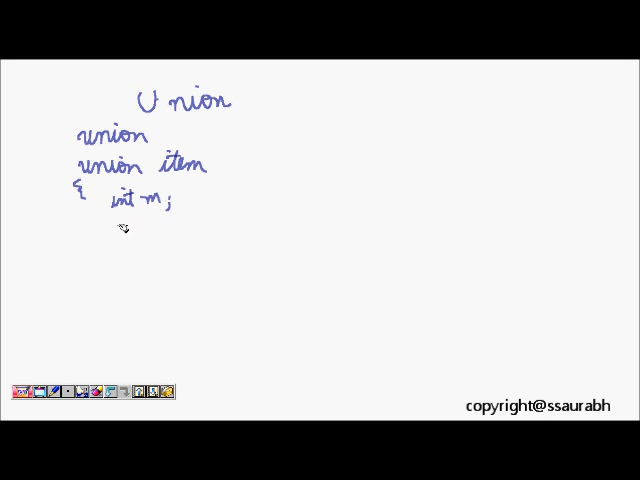 Union
union
union item
{ int m;
copyright@ssaurabh